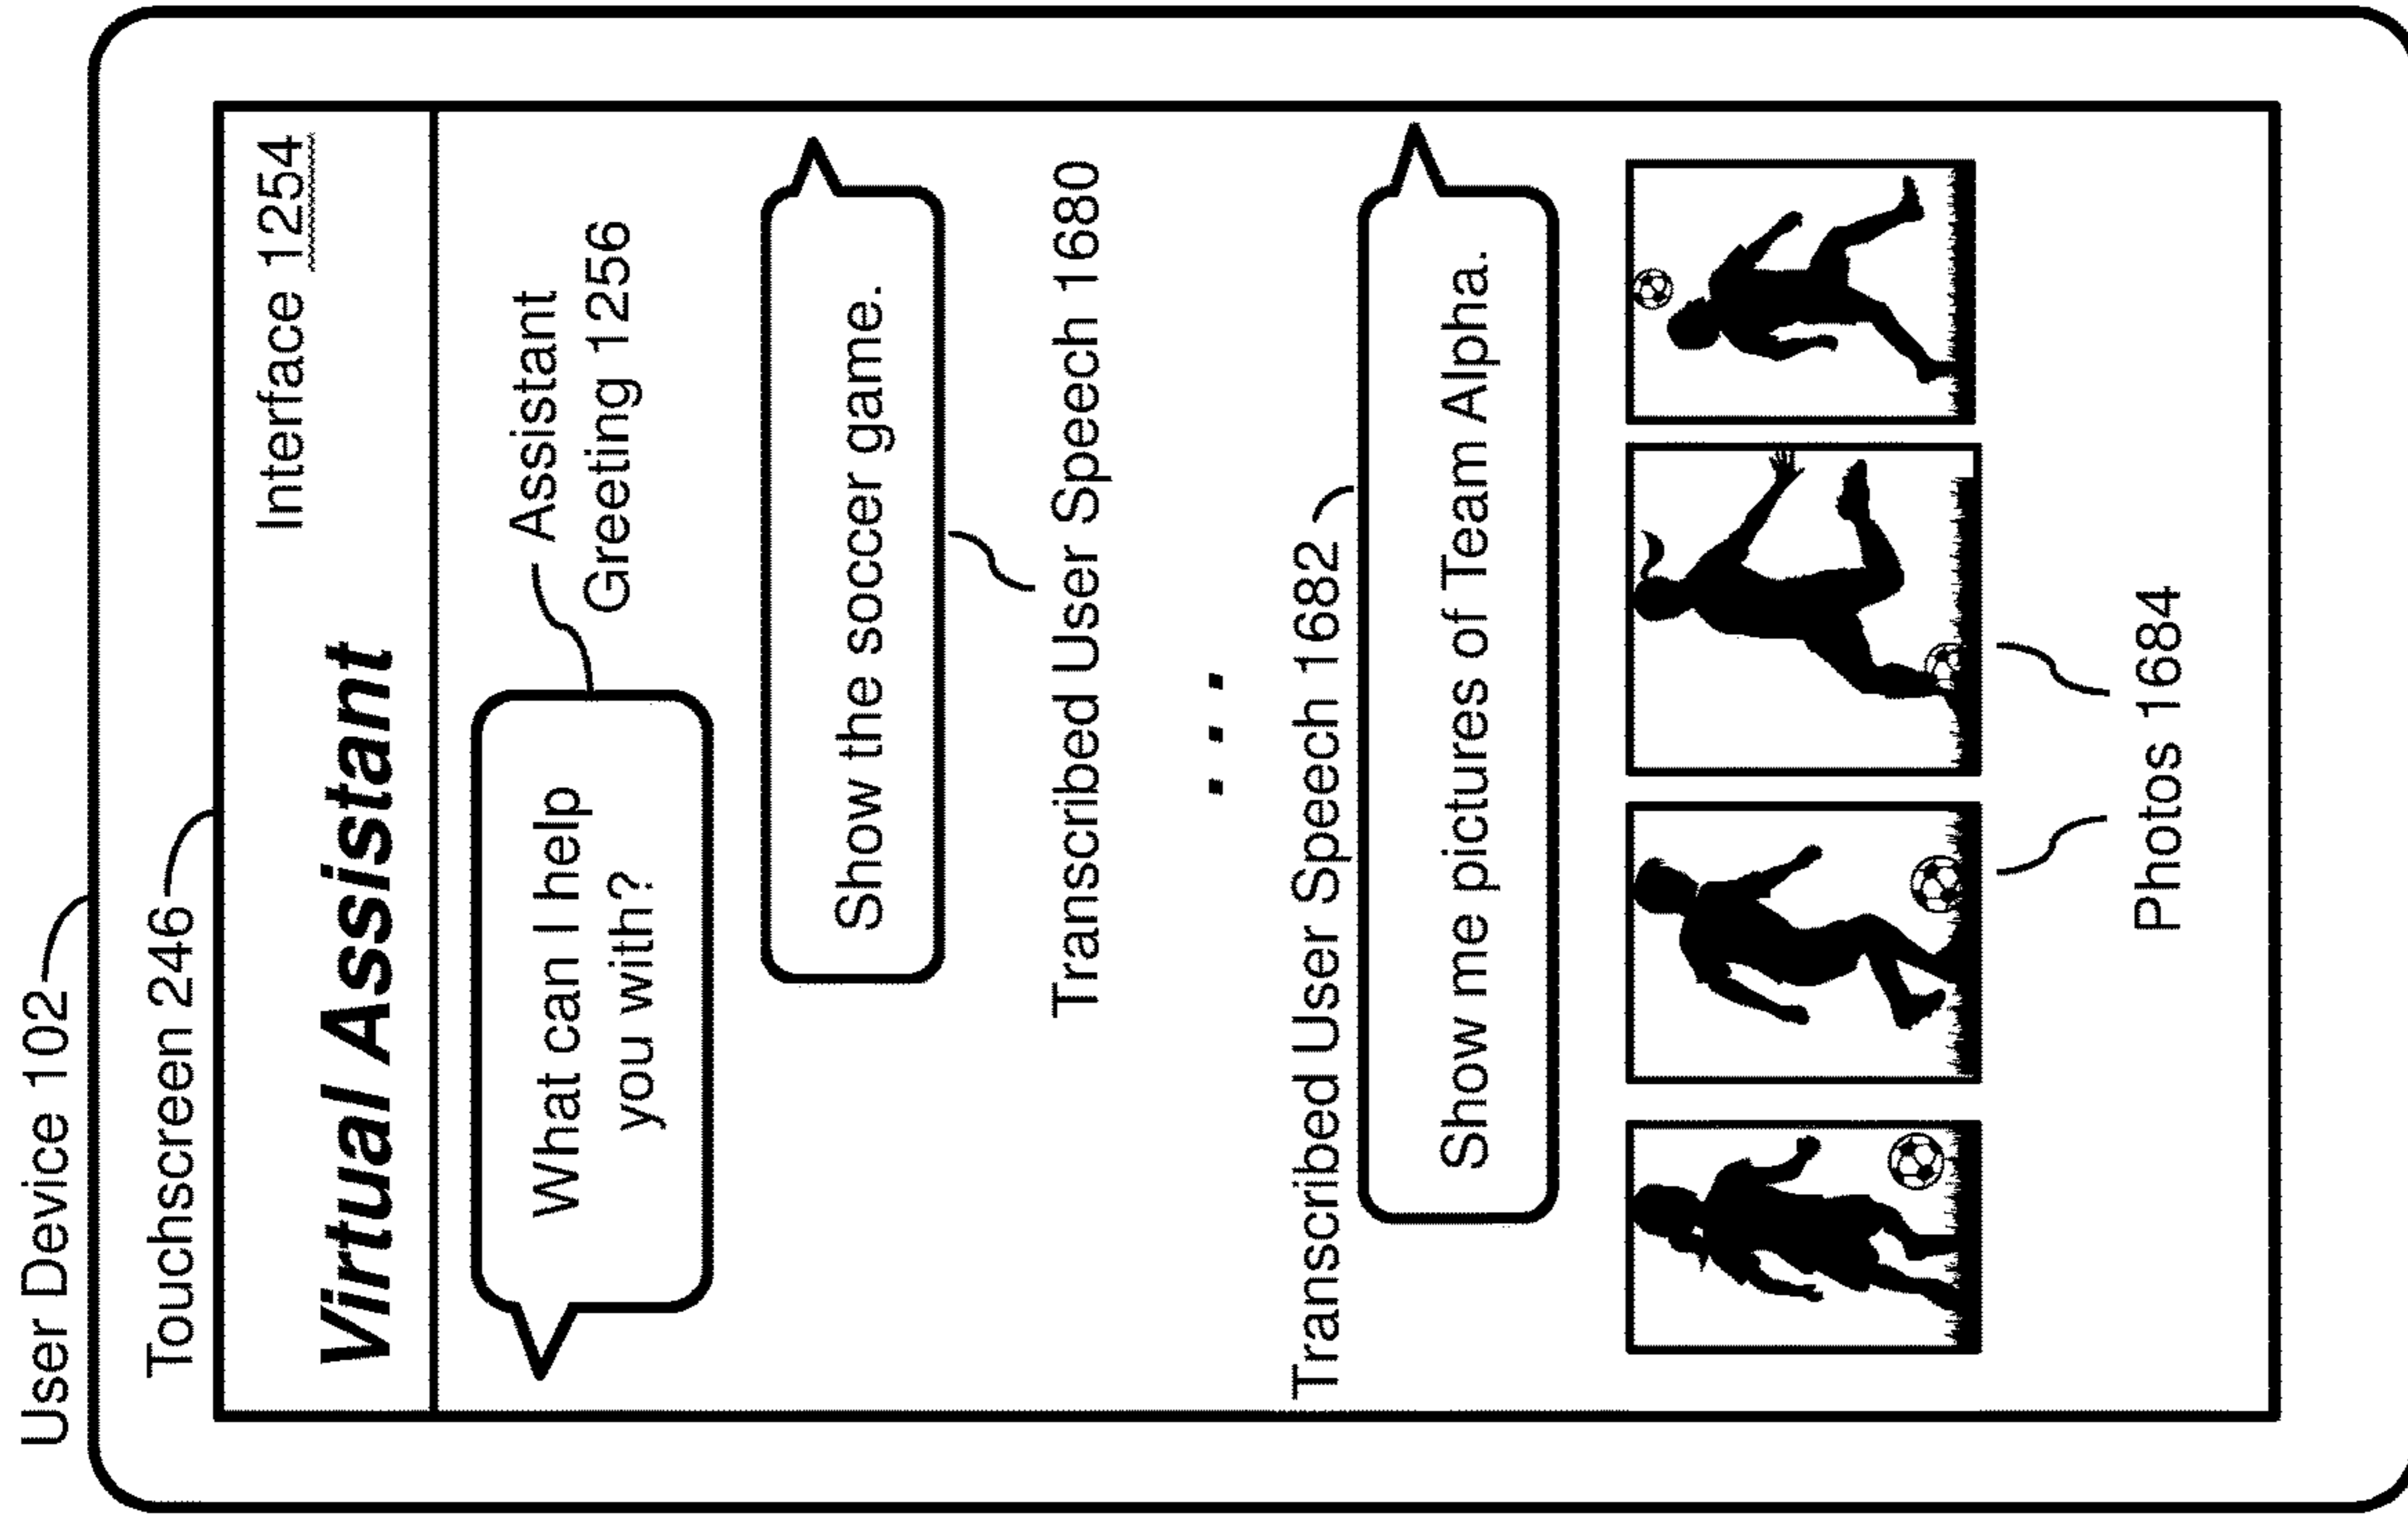 User Device 102
Touchscreen 246
Interface 1254
Virtual Assistant
What can I help
you with?
Assistant
Greeting 1256
Show the soccer game.
Transcribed User Speech 1680
Transcribed User Speech 1682
Show me pictures of Team Alpha.
Photos 1684